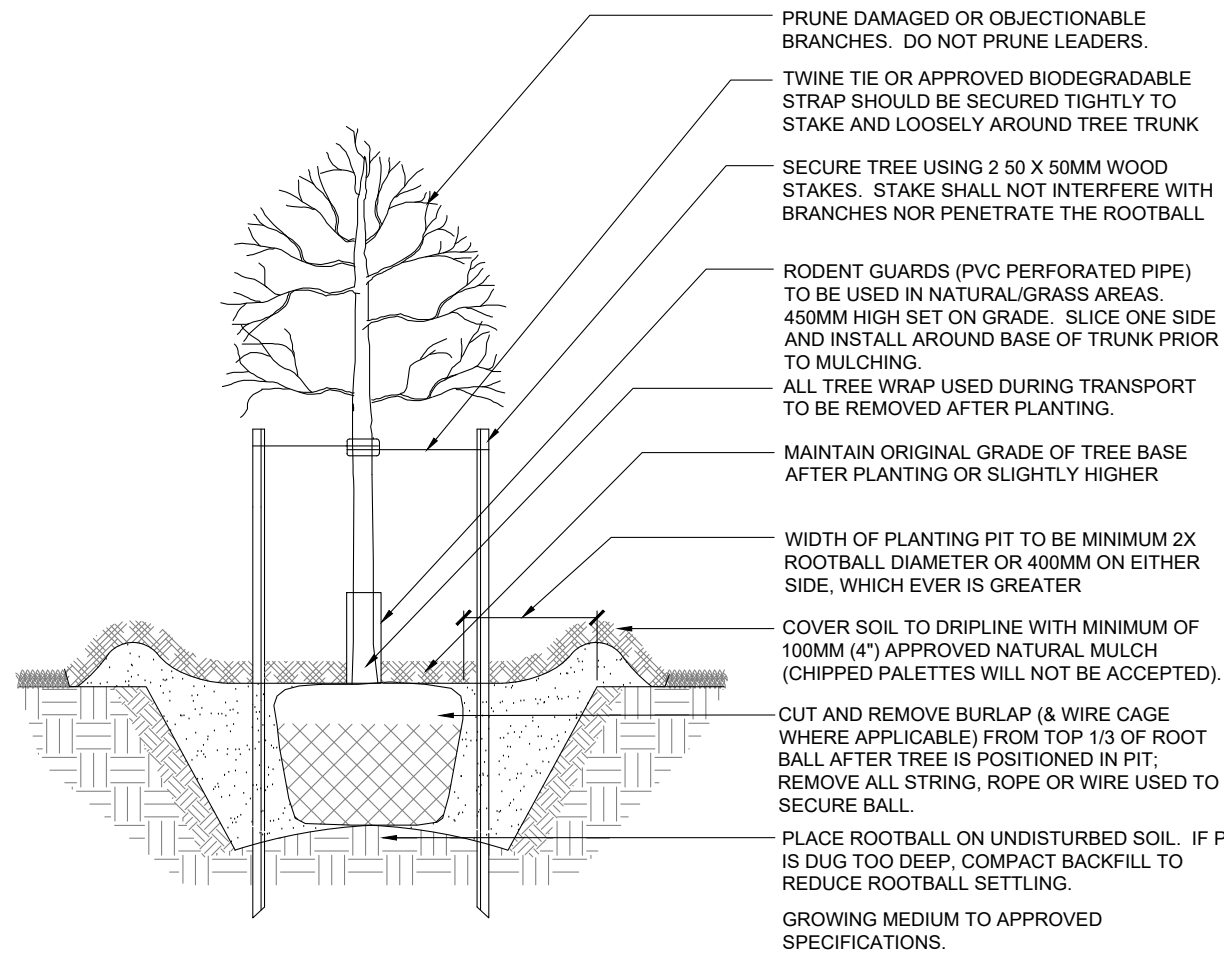 PRUNE DAMAGED OR OBJECTIONABLE
BRANCHES. DO NOT PRUNE LEADERS.
TWINE TIE OR APPROVED BIODEGRADABLE
STRAP SHOULD BE SECURED TIGHTLY TO
STAKE AND LOOSELY AROUND TREE TRUNK
SECURE TREE USING 2 50 X 50MM WOOD
STAKES. STAKE SHALL NOT INTERFERE WITH
BRANCHES NOR PENETRATE THE ROOTBALL
RODENT GUARDS (PVC PERFORATED PIPE)
TO BE USED IN NATURAL/GRASS AREAS.
450MM HIGH SET ON GRADE. SLICE ONE SIDE
AND INSTALL AROUND BASE OF TRUNK PRIOR
TO MULCHING.
ALL TREE WRAP USED DURING TRANSPORT
TO BE REMOVED AFTER PLANTING.
MAINTAIN ORIGINAL GRADE OF TREE BASE
AFTER PLANTING OR SLIGHTLY HIGHER
WIDTH OF PLANTING PIT TO BE MINIMUM 2X
ROOTBALL DIAMETER OR 400MM ON EITHER
SIDE, WHICH EVER IS GREATER
COVER SOIL TO DRIPLINE WITH MINIMUM OF
100MM (4") APPROVED NATURAL MULCH
(CHIPPED PALETTES WILL NOT BE ACCEPTED).
CUT AND REMOVE BURLAP (& WIRE CAGE
WHERE APPLICABLE) FROM TOP 1/3 OF ROOT
BALL AFTER TREE IS POSITIONED IN PIT;
REMOVE ALL STRING, ROPE OR WIRE USED TO
SECURE BALL.
PLACE ROOTBALL ON UNDISTURBED SOIL. IF
IS DUG TOO DEEP, COMPACT BACKFILL TO
REDUCE ROOTBALL SETTLING.
GROWING MEDIUM TO APPROVED
SPECIFICATIONS.